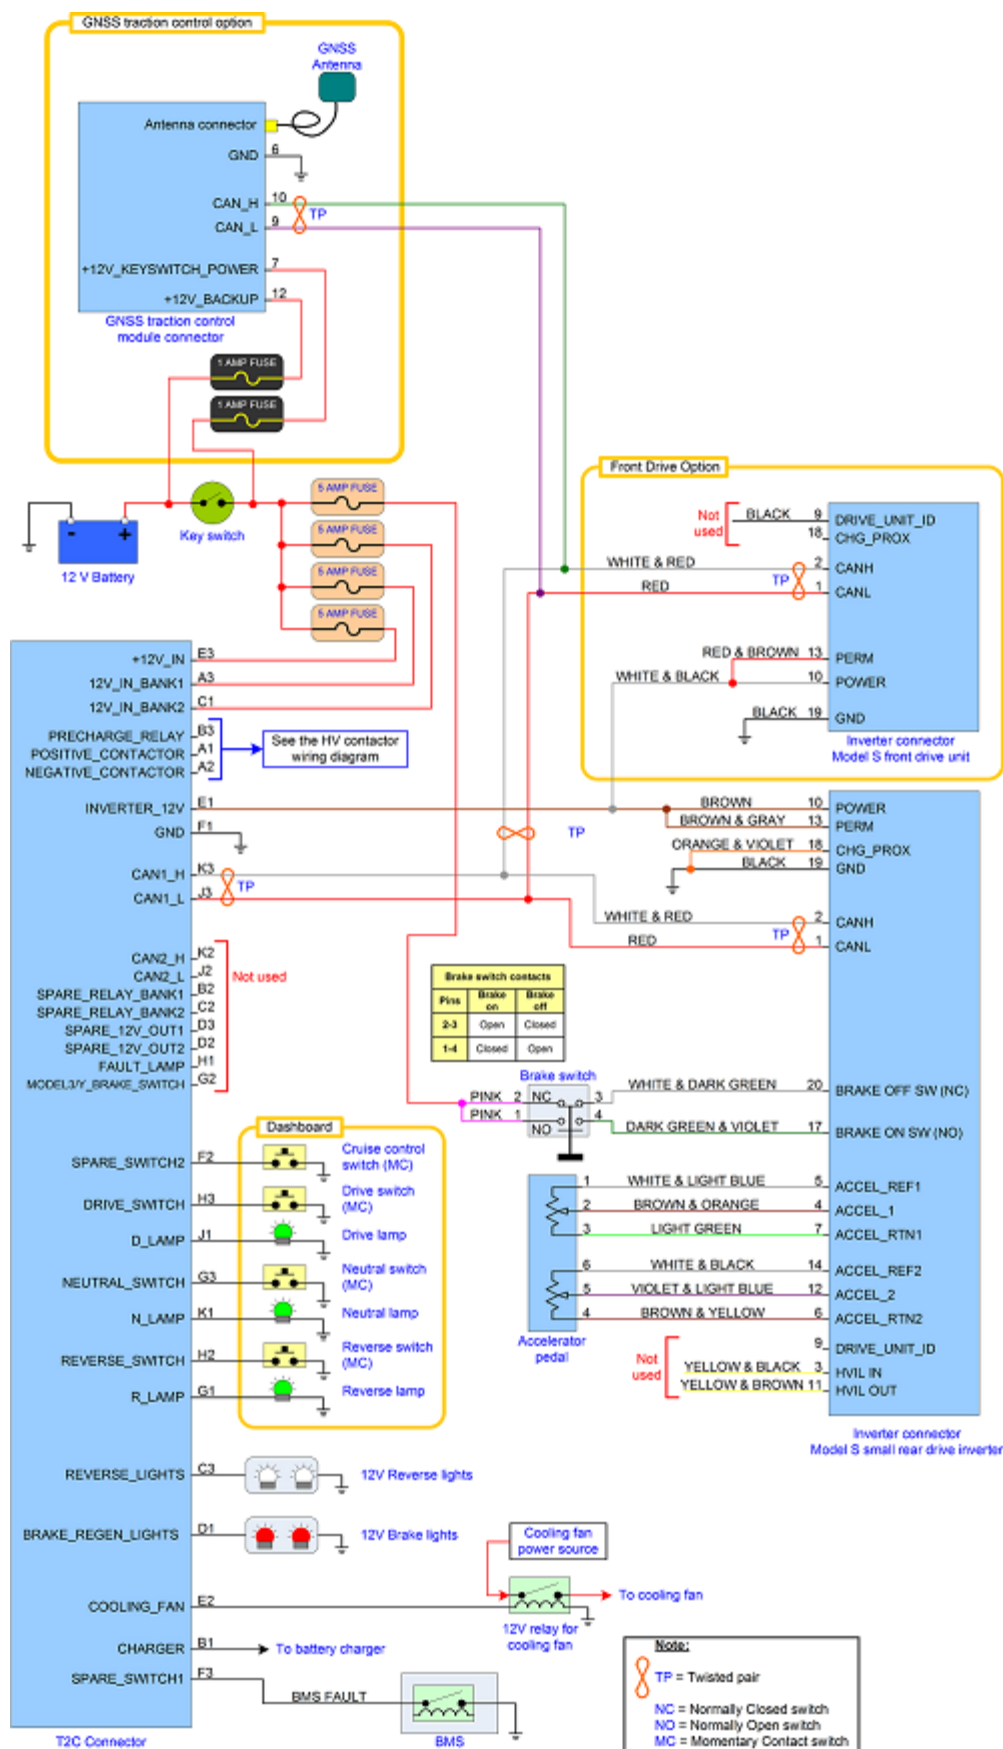 GNSS traction control option
GNSS
Antenna
Antenna connector
GND 6
CAN_H 10
TP
CAN_L 9
+12V_KEYSWITCH_POWER 7
+12V_BACKUP 12
GNSS traction control
module connector
1 AMP FUSE
1 AMP FUSE
Front Drive Option
5 AMP FUSE
5 AMP FUSE
5 AMP FUSE
5 AMP FUSE
Key switch
- +
12 V Battery
Not
used
BLACK 9 DRIVE_UNIT_ID
18 CHG_PROX
WHITE & RED 2 CANH
TP
RED 1 CANL
RED & BROWN 13 PERM
WHITE & BLACK 10 POWER
BLACK 19 GND
Inverter connector
Model S front drive unit
+12V_IN E3
12V_IN_BANK1 A3
12V_IN_BANK2 C1
PRECHARGE_RELAY B3
POSITIVE_CONTACTOR A1
NEGATIVE_CONTACTOR A2
See the HV contactor
wiring diagram
INVERTER_12V E1
GND F1
TP
CAN1_H K3
TP
CAN1_L J3
BROWN 10 POWER
BROWN & GRAY 13 PERM
ORANGE & VIOLET 18 CHG_PROX
BLACK 19 GND
WHITE & RED 2 CANH
TP
RED 1 CANL
CAN2_H K2
CAN2_L J2
SPARE_RELAY_BANK1 B2
SPARE_RELAY_BANK2 C2
SPARE_12V_OUT1 D3
SPARE_12V_OUT2 D2
FAULT_LAMP H1
MODEL3/Y_BRAKE_SWITCH G2
Not used
Brake switch contacts
Pins Brake on Brake off
2-3 Open Closed
1-4 Closed Open
Brake switch
PINK 2 NC 3 WHITE & DARK GREEN 20 BRAKE OFF SW (NC)
PINK 1 NO 4 DARK GREEN & VIOLET 17 BRAKE ON SW (NO)
Dashboard
SPARE_SWITCH2 F2
Cruise control
switch (MC)
DRIVE_SWITCH H3
Drive switch
(MC)
D_LAMP J1
Drive lamp
NEUTRAL_SWITCH G3
Neutral switch
(MC)
N_LAMP K1
Neutral lamp
REVERSE_SWITCH H2
Reverse switch
(MC)
R_LAMP G1
Reverse lamp
1 WHITE & LIGHT BLUE 5 ACCEL_REF1
2 BROWN & ORANGE 4 ACCEL_1
3 LIGHT GREEN 7 ACCEL_RTN1
6 WHITE & BLACK 14 ACCEL_REF2
5 VIOLET & LIGHT BLUE 12 ACCEL_2
4 BROWN & YELLOW 6 ACCEL_RTN2
Accelerator
pedal
9 DRIVE_UNIT_ID
Not
used
YELLOW & BLACK 3 HVIL IN
YELLOW & BROWN 11 HVIL OUT
Inverter connector
Model S small rear drive inverter
REVERSE_LIGHTS C3
12V Reverse lights
BRAKE_REGEN_LIGHTS D1
12V Brake lights
Cooling fan
power source
COOLING_FAN E2
To cooling fan
12V relay for
cooling fan
CHARGER B1
To battery charger
SPARE_SWITCH1 F3
BMS FAULT
BMS
T2C Connector
Note:
TP = Twisted pair
NC = Normally Closed switch
NO = Normally Open switch
MC = Momentary Contact switch